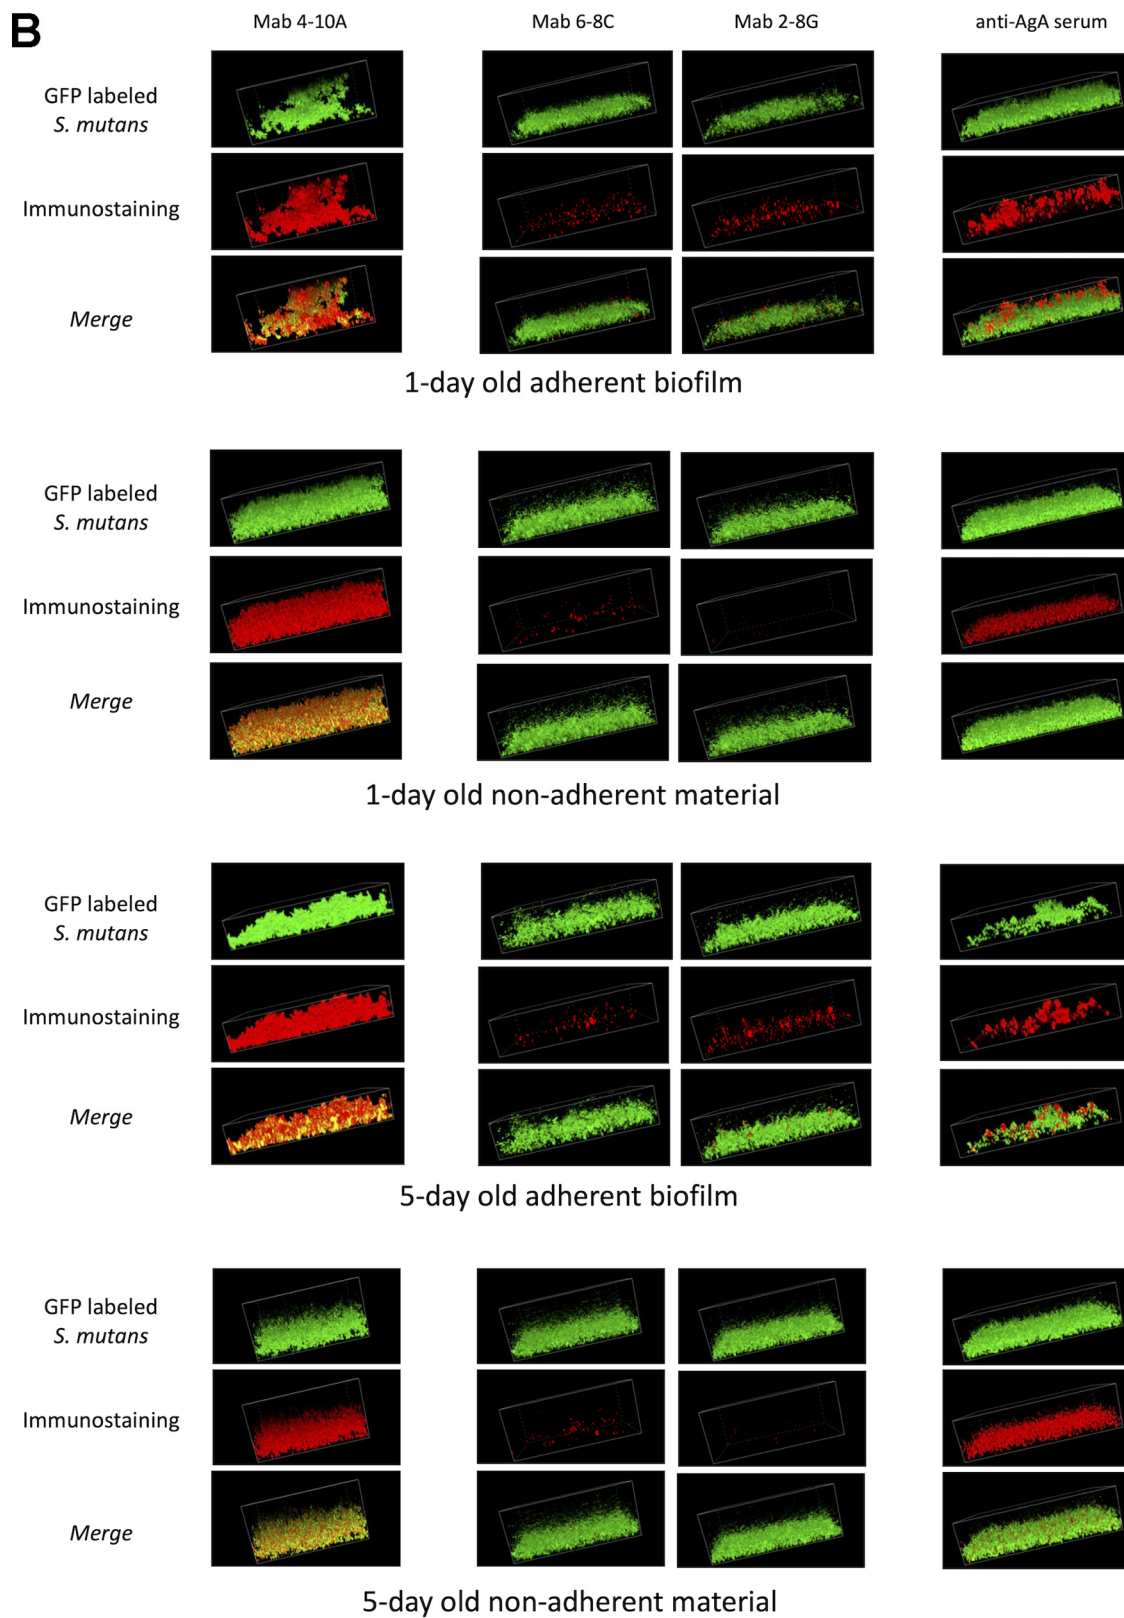 B
Mab 4-10A Mab 6-8C Mab 2-8G anti-AgA serum
GFP labeled
S. mutans
Immunostaining
Merge
1-day old adherent biofilm
GFP labeled
S. mutans
Immunostaining
Merge
1-day old non-adherent material
GFP labeled
S. mutans
Immunostaining
Merge
5-day old adherent biofilm
GFP labeled
S. mutans
Immunostaining
Merge
5-day old non-adherent material